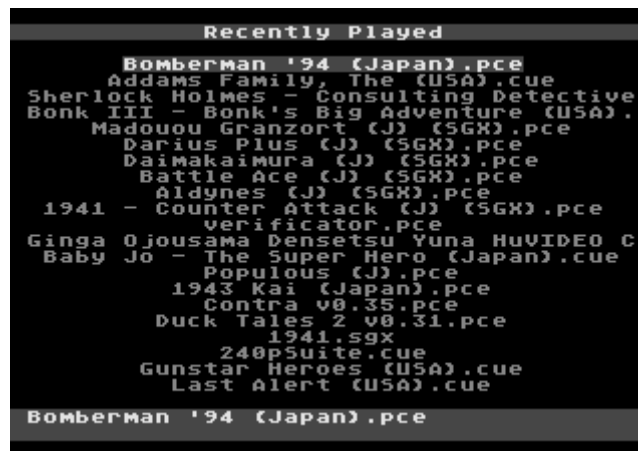 Recently Played
Bomberman '94 (Japan).pce
Addams Family, The (USA).cue
Sherlock Holmes - Consulting Detective
Bonk III - Bonk's Big Adventure (USA).
Madouou Granzort (J) (SGX).pce
Darius Plus (J) (SGX).pce
Daimakaimura (J) (SGX).pce
Battle Ace (J) (SGX).pce
Aldynes (J) (SGX).pce
1941 - Counter Attack (J) (SGX).pce
verificator.pce
Ginga Ojousama Densetsu Yuna HuVIDEO C
Baby Jo - The Super Hero (Japan).cue
Populous (J).pce
1943 Kai (Japan).pce
Contra v0.35.pce
Duck Tales 2 v0.31.pce
1941.sgx
240pSuite.cue
Gunstar Heroes (USA).cue
Last Alert (USA).cue
Bomberman '94 (Japan).pce